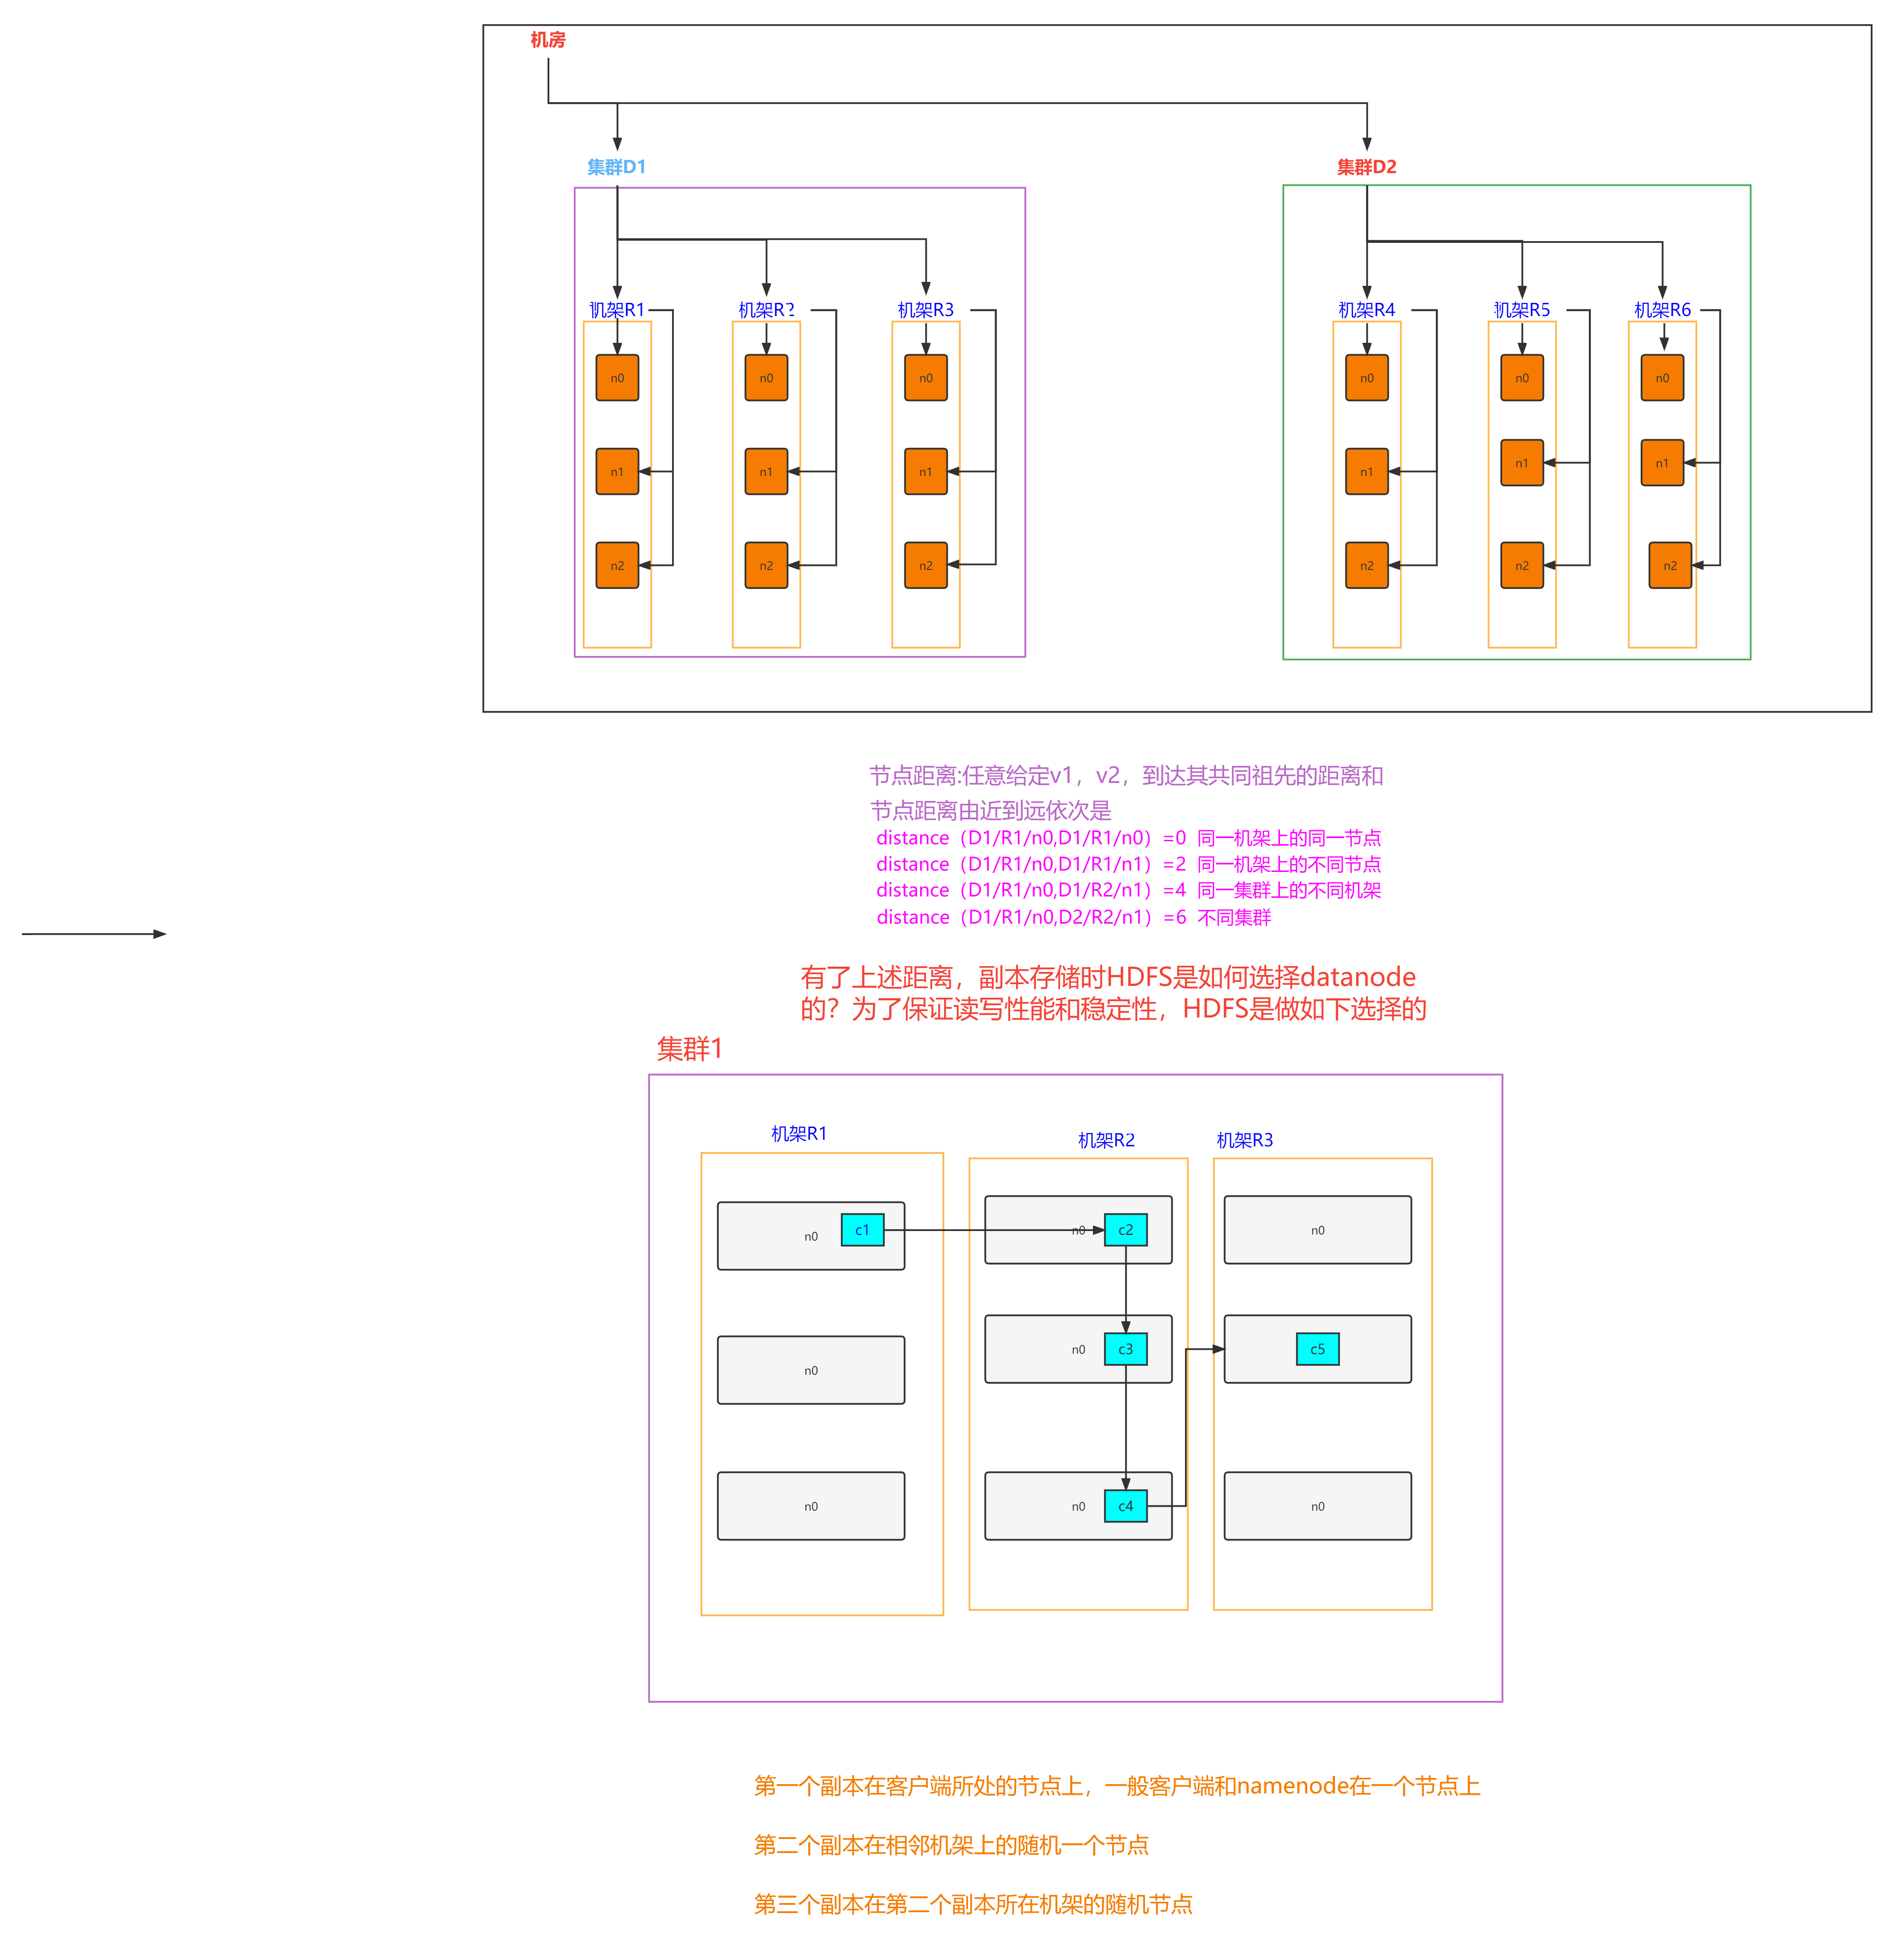 机房
集群D1
集群D2
机架R1
机架R2
机架R3
机架R4
机架R5
机架R6
n0
n0
n0
n0
n0
n0
n1
n1
n1
n1
n1
n1
n2
n2
n2
n2
n2
n2
节点距离:任意给定v1，v2，到达其共同祖先的距离和
节点距离由近到远依次是
distance（D1/R1/n0,D1/R1/n0）=0 同一机架上的同一节点
distance（D1/R1/n0,D1/R1/n1）=2 同一机架上的不同节点
distance（D1/R1/n0,D1/R2/n1）=4 同一集群上的不同机架
distance（D1/R1/n0,D2/R2/n1）=6 不同集群
有了上述距离，副本存储时HDFS是如何选择datanode
的？为了保证读写性能和稳定性，HDFS是做如下选择的
集群1
机架R1
机架R2
机架R3
n0
c1
n0
c2
n0
n0
n0
c3
c5
n0
n0
c4
n0
第一个副本在客户端所处的节点上，一般客户端和namenode在一个节点上
第二个副本在相邻机架上的随机一个节点
第三个副本在第二个副本所在机架的随机节点